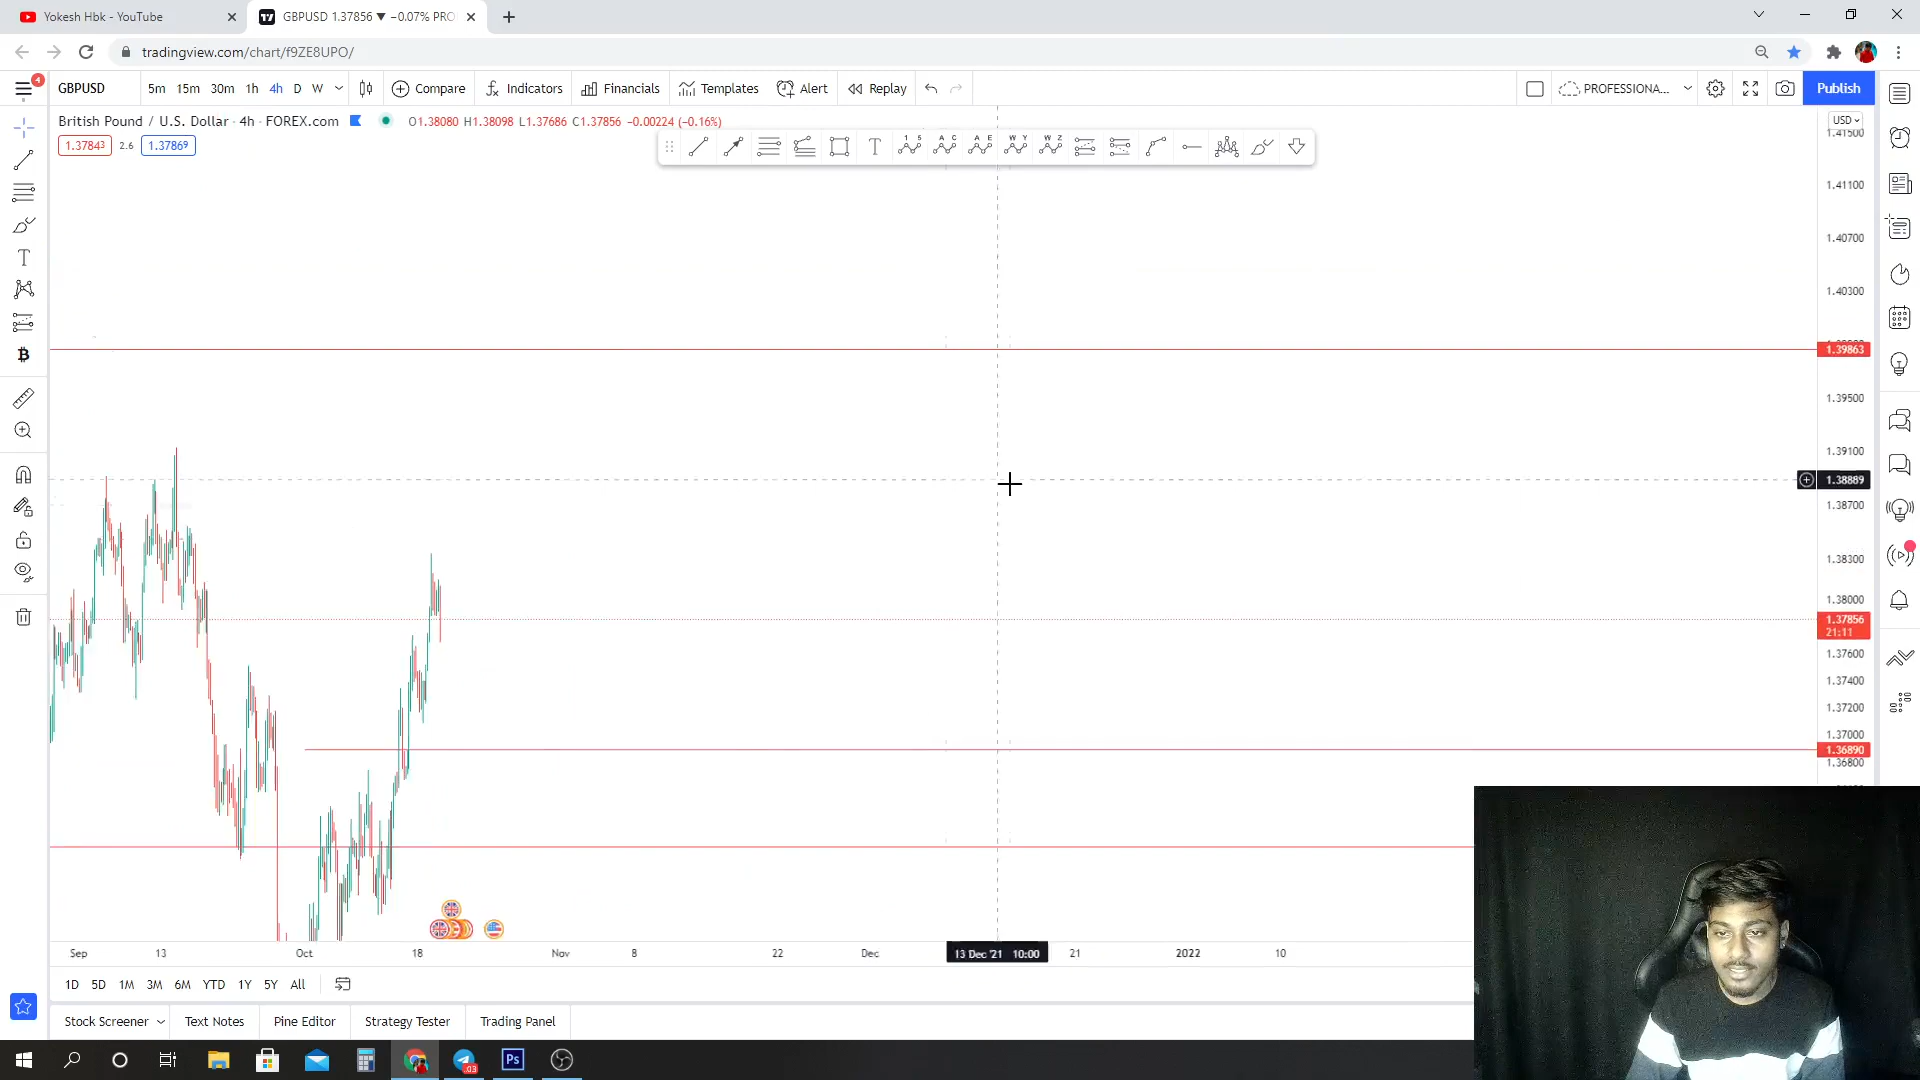 Yokesh Hbk - YouTube
GBPUSD 1.37856 ▼ −0.07% PRO
tradingview.com/chart/f9ZE8UPO/
4
GBPUSD
5m 15m 30m 1h 4h D W
Compare
Indicators
Financials
Templates
Alert
Replay
PROFESSIONA...
Publish
British Pound / U.S. Dollar · 4h · FOREX.com
O1.38080 H1.38098 L1.37686 C1.37856 −0.00224 (−0.16%)
1.37843 2.6 1.37869
USD
1.41500
1.41100
1.40700
1.40300
1.39863
1.39500
1.39100
1.38889
1.38700
1.38300
1.38000
1.37856
21:11
1.37600
1.37400
1.37200
1.37000
1.36890
1.36800
Sep 13 Oct 18 Nov 8 22 Dec 13 Dec '21 10:00 21 2022 10
1D 5D 1M 3M 6M YTD 1Y 5Y All
Stock Screener Text Notes Pine Editor Strategy Tester Trading Panel
.03
Ps